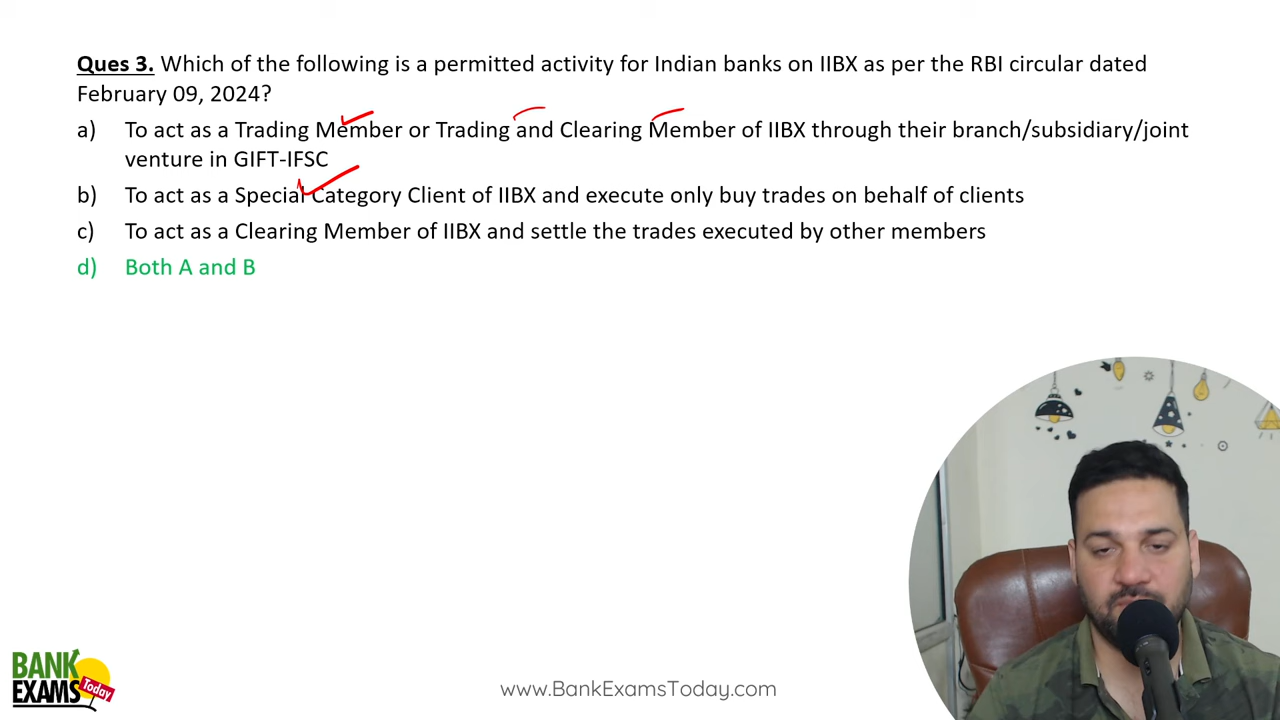 Ques 3. Which of the following is a permitted activity for Indian banks on IIBX as per the RBI circular dated
February 09, 2024?
a) To act as a Trading Member or Trading and Clearing Member of IIBX through their branch/subsidiary/joint
venture in GIFT-IFSC
b) To act as a Special Category Client of IIBX and execute only buy trades on behalf of clients
c) To act as a Clearing Member of IIBX and settle the trades executed by other members
d) Both A and B
BANK
EXAMS
Today
www.BankExamsToday.com